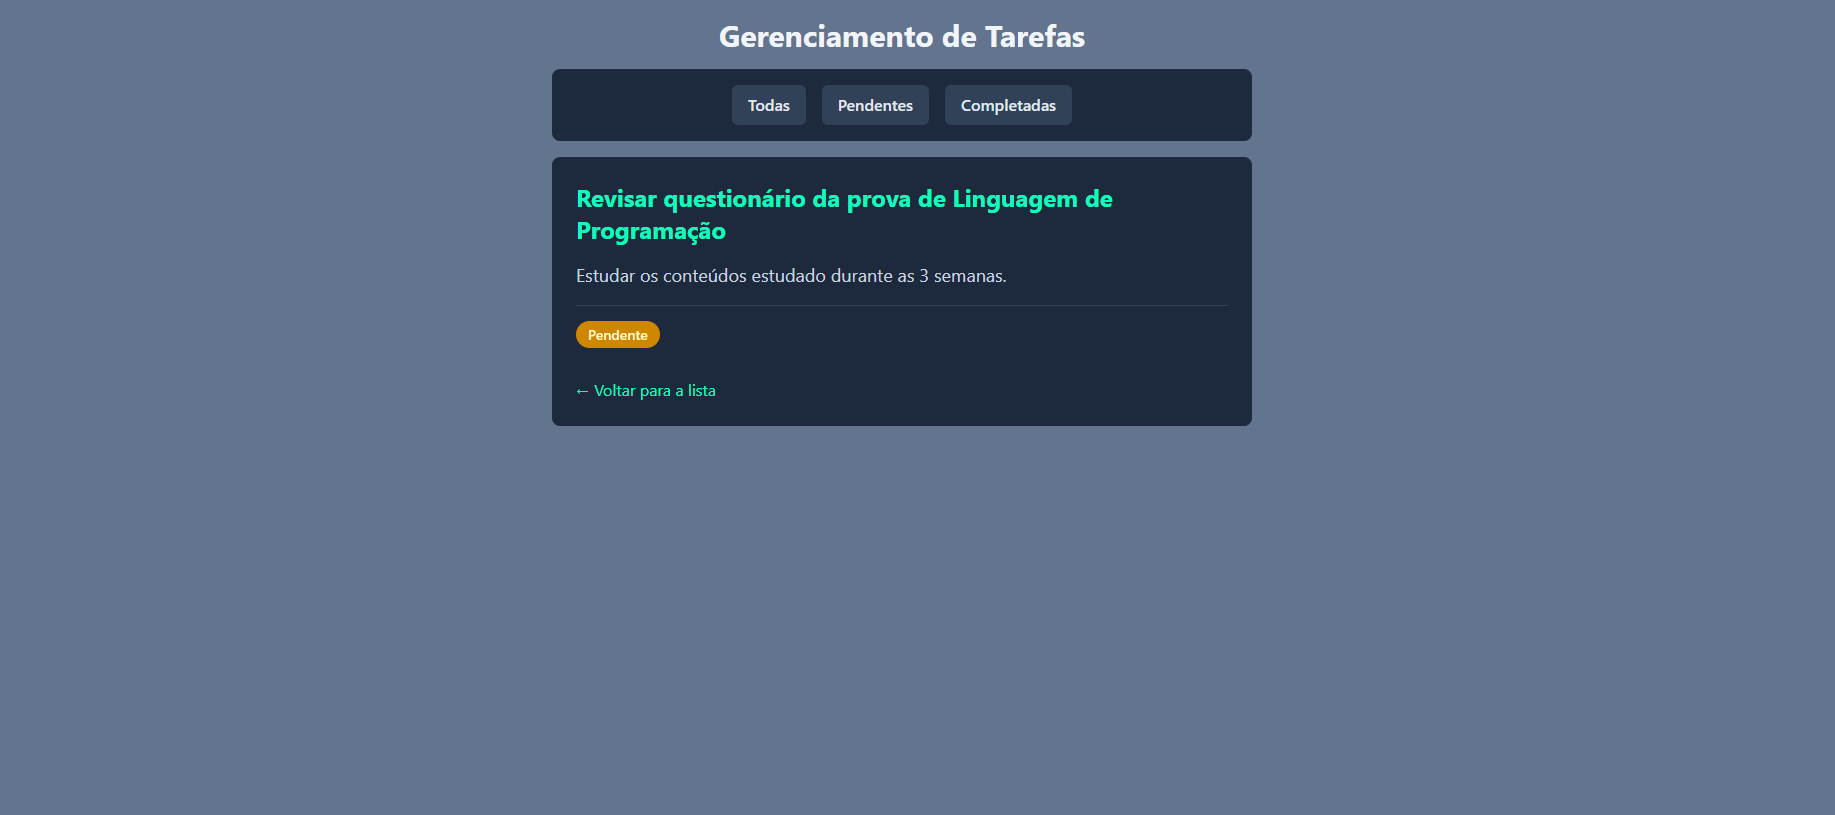 Gerenciamento de Tarefas
Todas Pendentes Completadas
Revisar questionário da prova de Linguagem de
Programação
Estudar os conteúdos estudado durante as 3 semanas.
Pendente
← Voltar para a lista